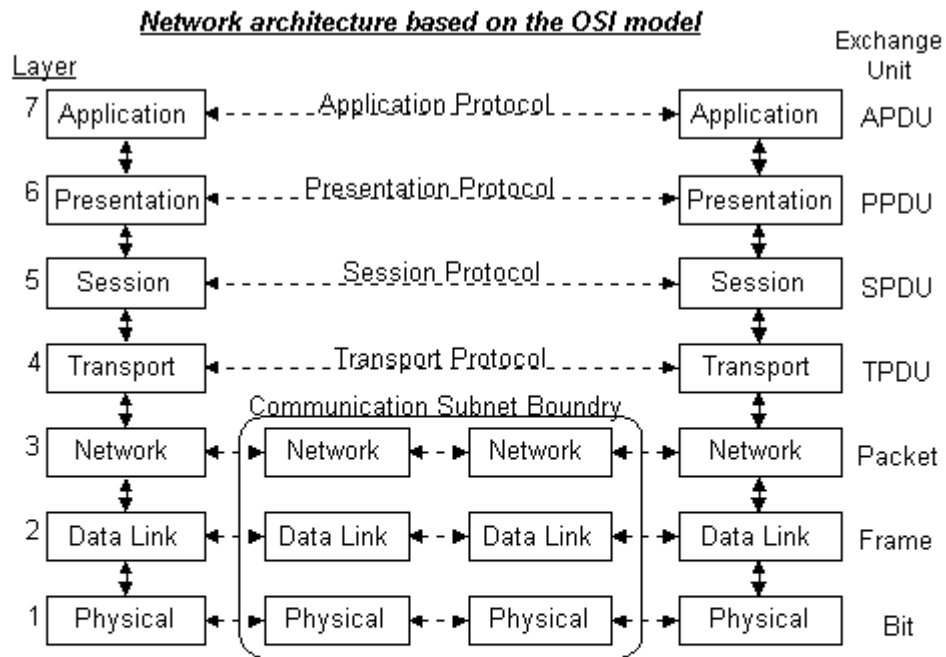 Network architecture based on the OSI model
Exchange
Unit
Layer
7 Application Application Protocol Application APDU
6 Presentation Presentation Protocol Presentation PPDU
5 Session Session Protocol Session SPDU
4 Transport Transport Protocol Transport TPDU
Communication Subnet Boundry
3 Network Network Network Network Packet
2 Data Link Data Link Data Link Data Link Frame
1 Physical Physical Physical Physical Bit